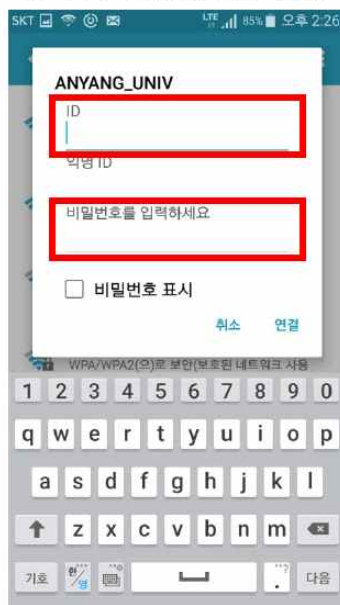 SKT LTE 85% 오후 2:26
ANYANG_UNIV
ID
익명 ID
비밀번호를 입력하세요
비밀번호 표시
취소 연결
WPA/WPA2(으)로 보안(보호된 네트워크 사용
1 2 3 4 5 6 7 8 9 0
q w e r t y u i o p
a s d f g h j k l
z x c v b n m
기호 한/영 . 다음